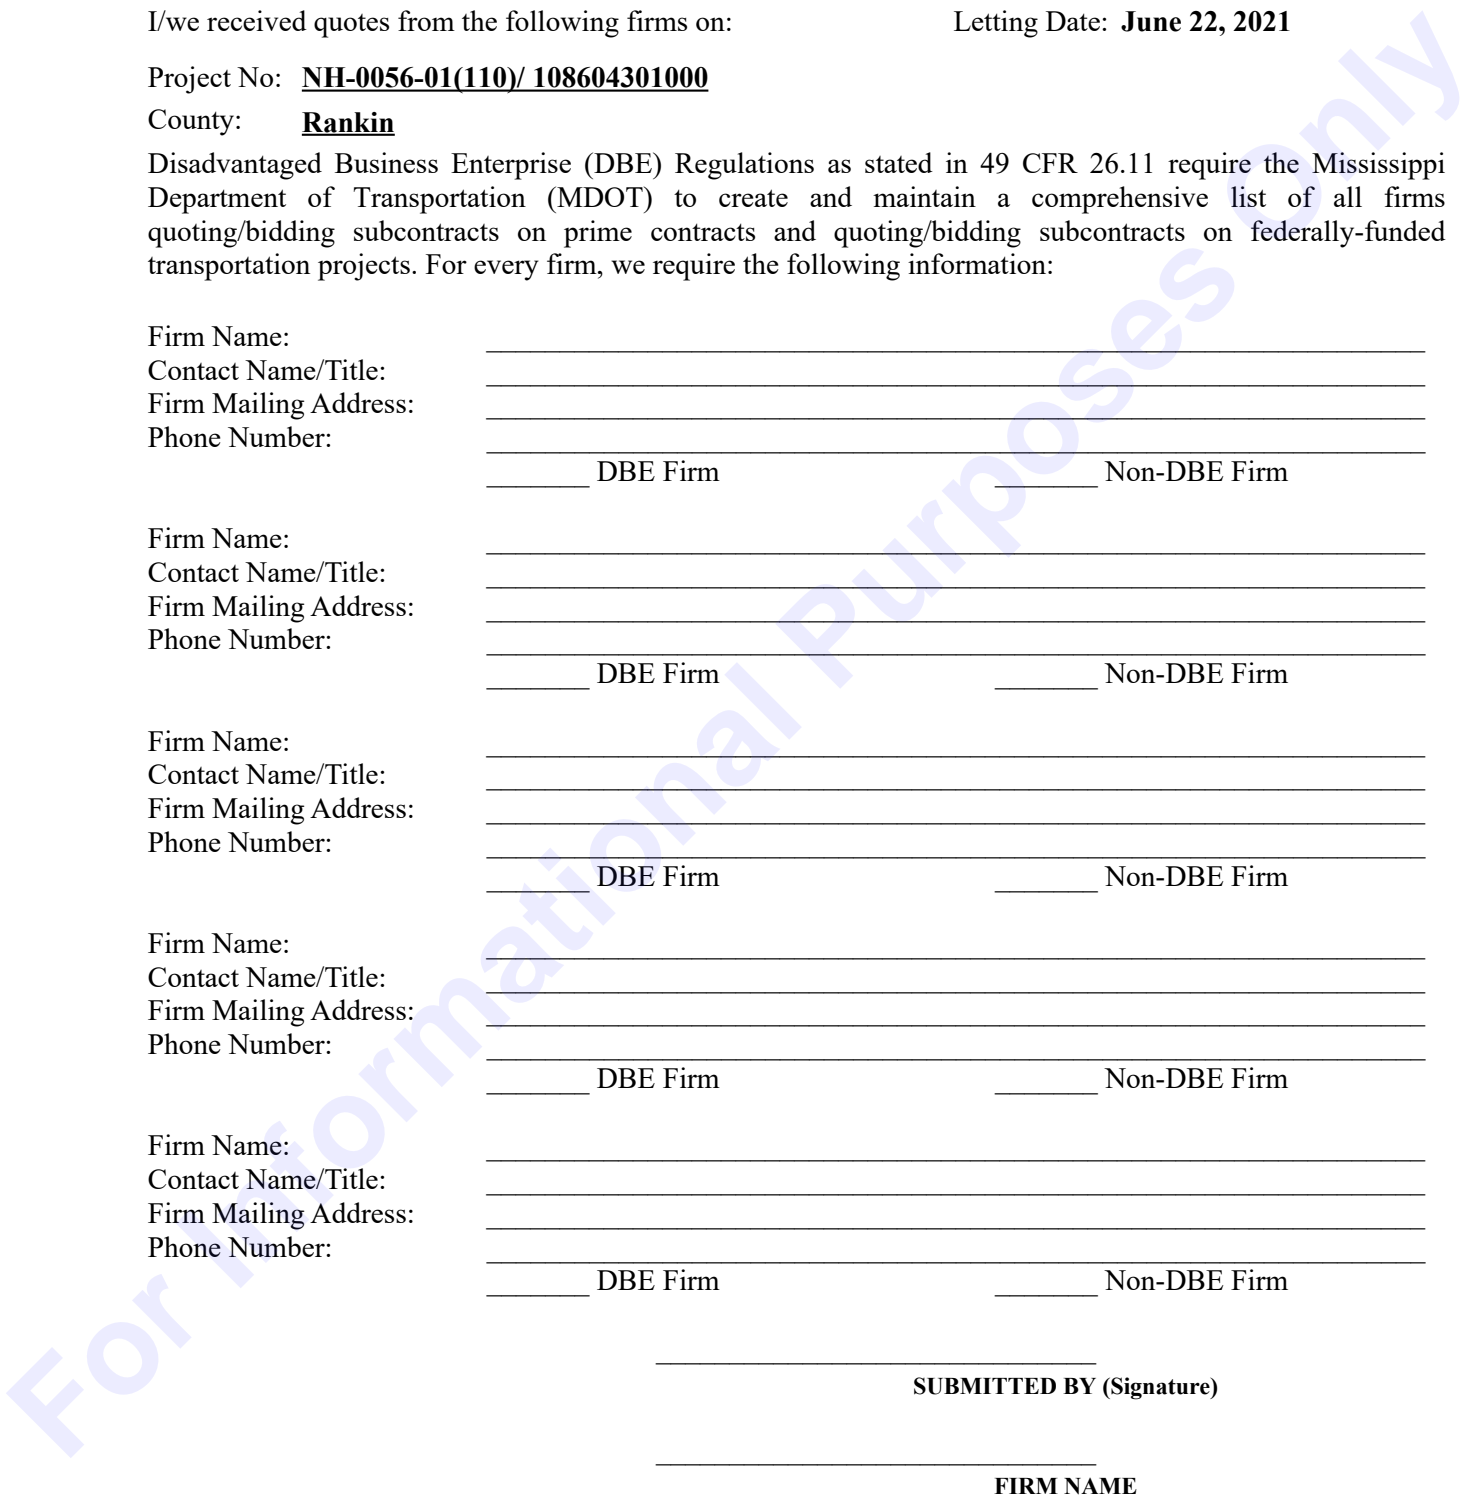 I/we received quotes from the following firms on: Letting Date: June 22, 2021
Project No: NH-0056-01(110)/ 108604301000
County: Rankin
Disadvantaged Business Enterprise (DBE) Regulations as stated in 49 CFR 26.11 require the Mississippi
Department of Transportation (MDOT) to create and maintain a comprehensive list of all firms
quoting/bidding subcontracts on prime contracts and quoting/bidding subcontracts on federally-funded
transportation projects. For every firm, we require the following information:
Firm Name:
Contact Name/Title:
Firm Mailing Address:
Phone Number:
DBE Firm Non-DBE Firm
Firm Name:
Contact Name/Title:
Firm Mailing Address:
Phone Number:
DBE Firm Non-DBE Firm
Firm Name:
Contact Name/Title:
Firm Mailing Address:
Phone Number:
DBE Firm Non-DBE Firm
Firm Name:
Contact Name/Title:
Firm Mailing Address:
Phone Number:
DBE Firm Non-DBE Firm
Firm Name:
Contact Name/Title:
Firm Mailing Address:
Phone Number:
DBE Firm Non-DBE Firm
SUBMITTED BY (Signature)
FIRM NAME
For Informational Purposes Only